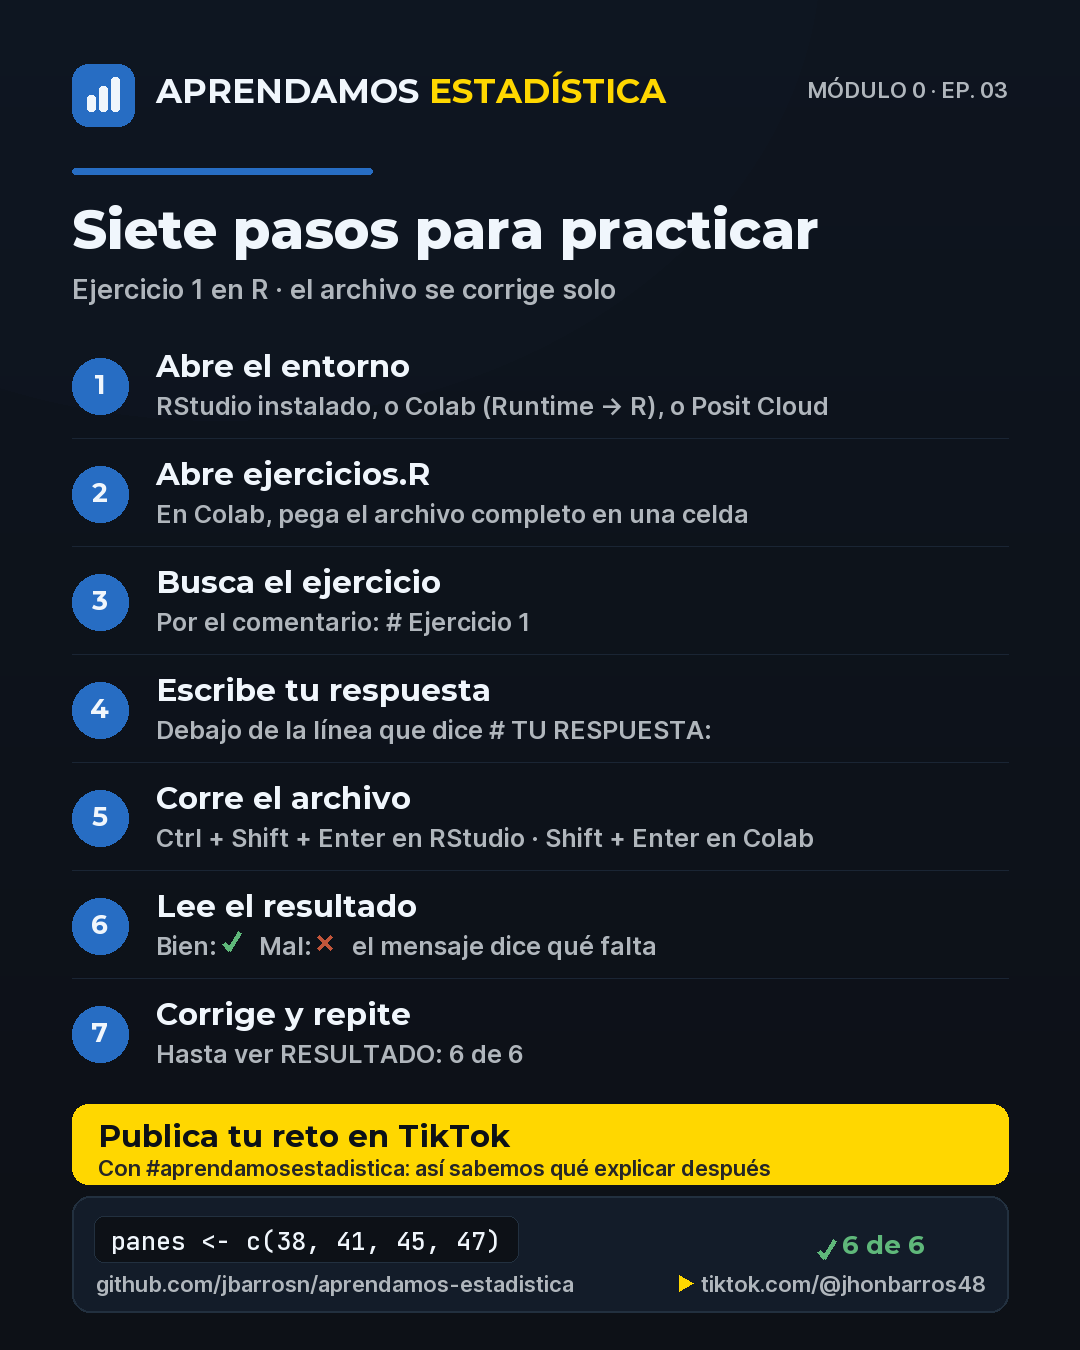 APRENDAMOS ESTADÍSTICA
MÓDULO 0 · EP. 03
Siete pasos para practicar
Ejercicio 1 en R · el archivo se corrige solo
1
Abre el entorno
RStudio instalado, o Colab (Runtime → R), o Posit Cloud
2
Abre ejercicios.R
En Colab, pega el archivo completo en una celda
3
Busca el ejercicio
Por el comentario: # Ejercicio 1
4
Escribe tu respuesta
Debajo de la línea que dice # TU RESPUESTA:
5
Corre el archivo
Ctrl + Shift + Enter en RStudio · Shift + Enter en Colab
6
Lee el resultado
Bien: ✓ Mal: ✕ el mensaje dice qué falta
7
Corrige y repite
Hasta ver RESULTADO: 6 de 6
Publica tu reto en TikTok
Con #aprendamosestadistica: así sabemos qué explicar después
panes <- c(38, 41, 45, 47)
✓ 6 de 6
github.com/jbarrosn/aprendamos-estadistica
tiktok.com/@jhonbarros48